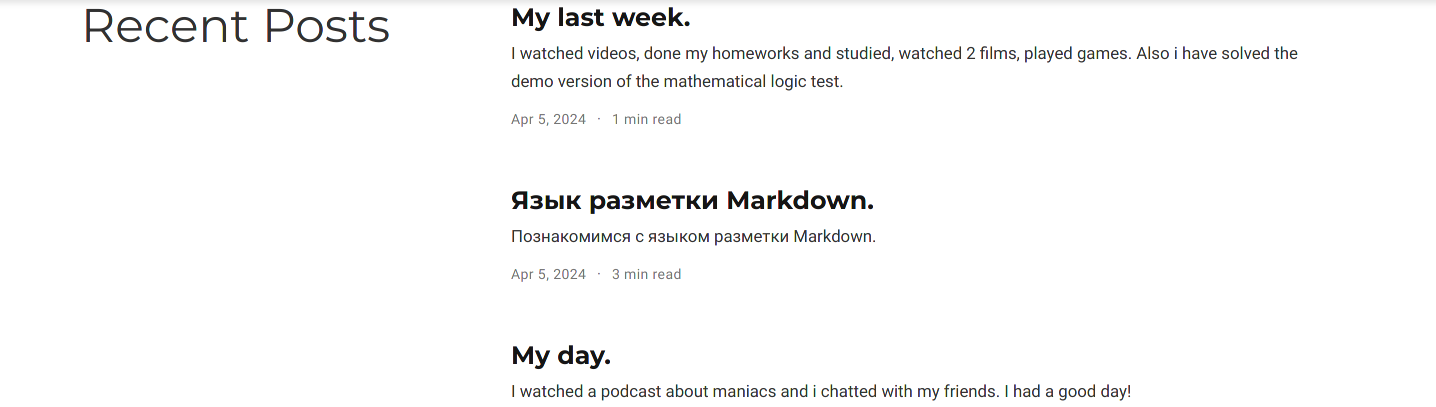 Recent Posts
My last week.
I watched videos, done my homeworks and studied, watched 2 films, played games. Also i have solved the
demo version of the mathematical logic test.
Apr 5, 2024 · 1 min read
Язык разметки Markdown.
Познакомимся с языком разметки Markdown.
Apr 5, 2024 · 3 min read
My day.
I watched a podcast about maniacs and i chatted with my friends. I had a good day!